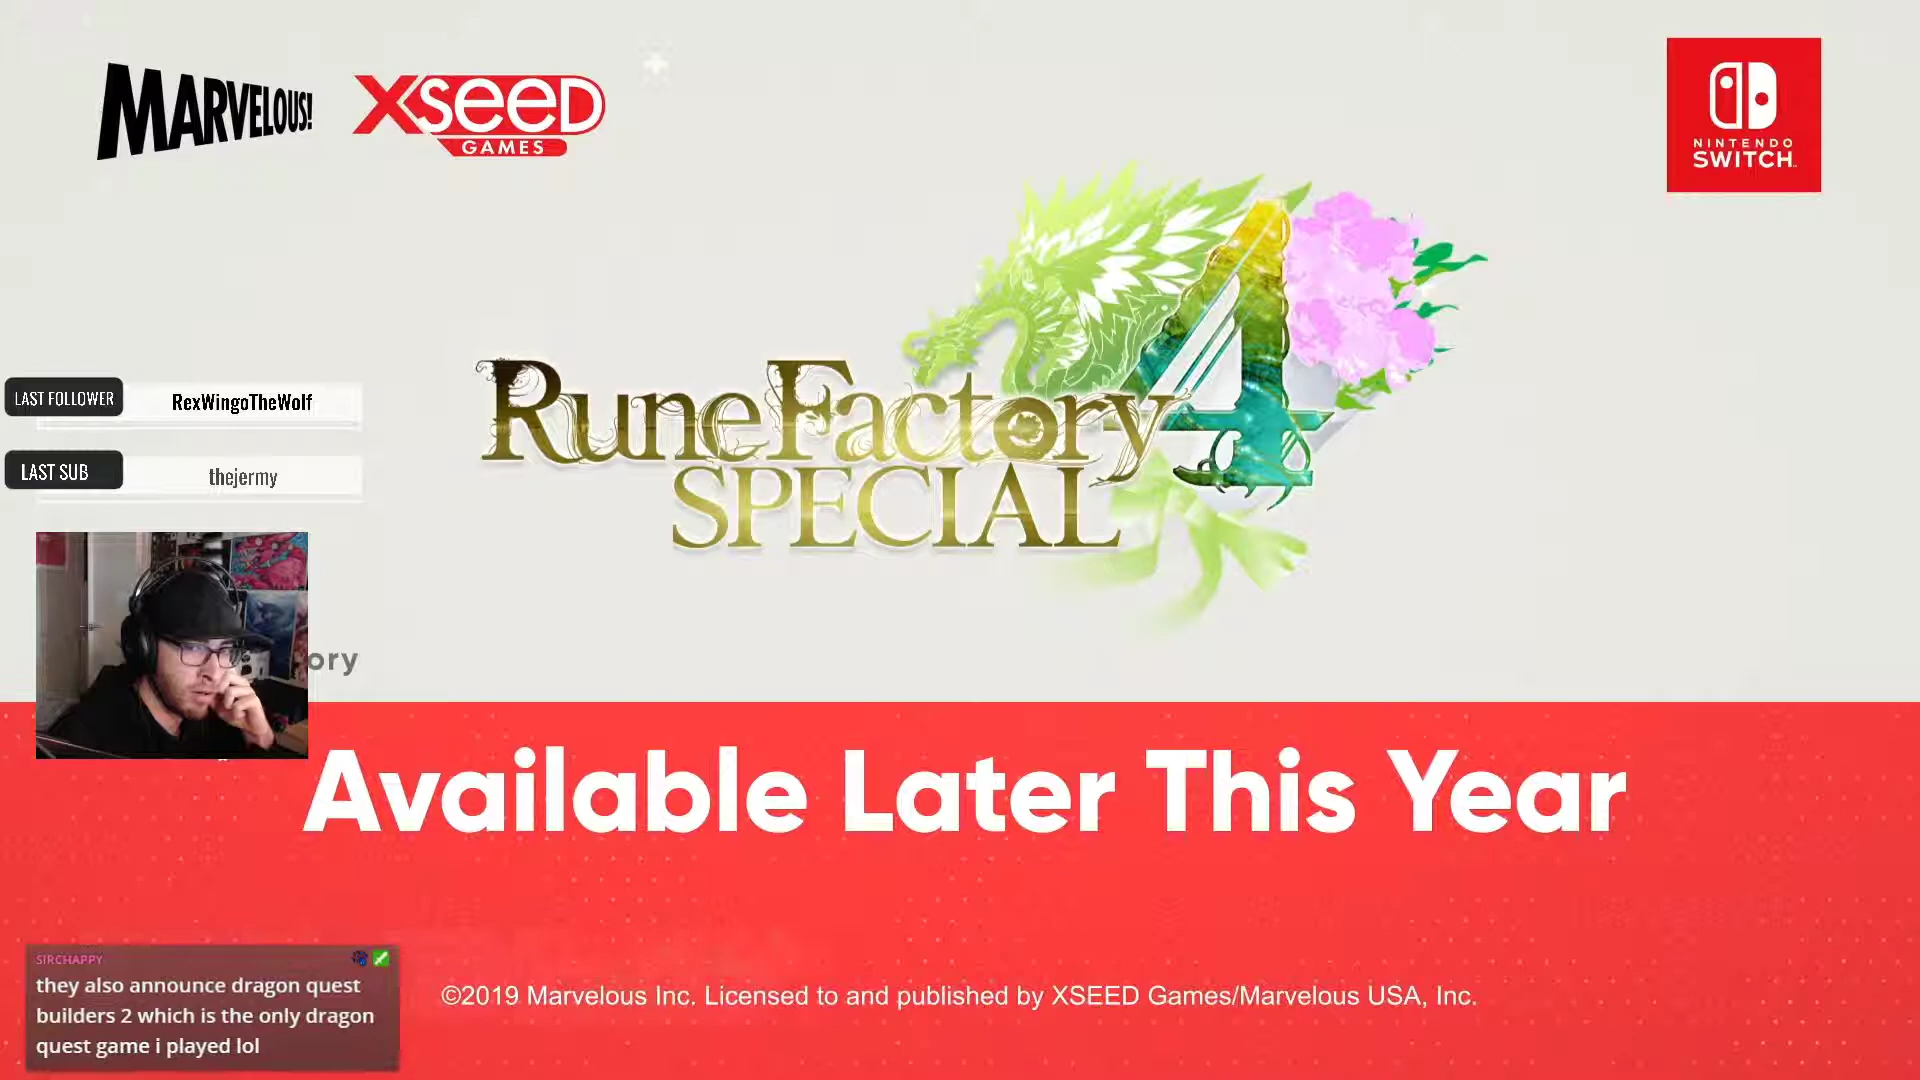 MARVELOUS!
XSEED
GAMES
NINTENDO
SWITCH
Rune Factory 4
SPECIAL
LAST FOLLOWER
RexWingoTheWolf
LAST SUB
thejermy
ory
Available Later This Year
SIRCHAPPY
they also announce dragon quest
builders 2 which is the only dragon
quest game i played lol
©2019 Marvelous Inc. Licensed to and published by XSEED Games/Marvelous USA, Inc.